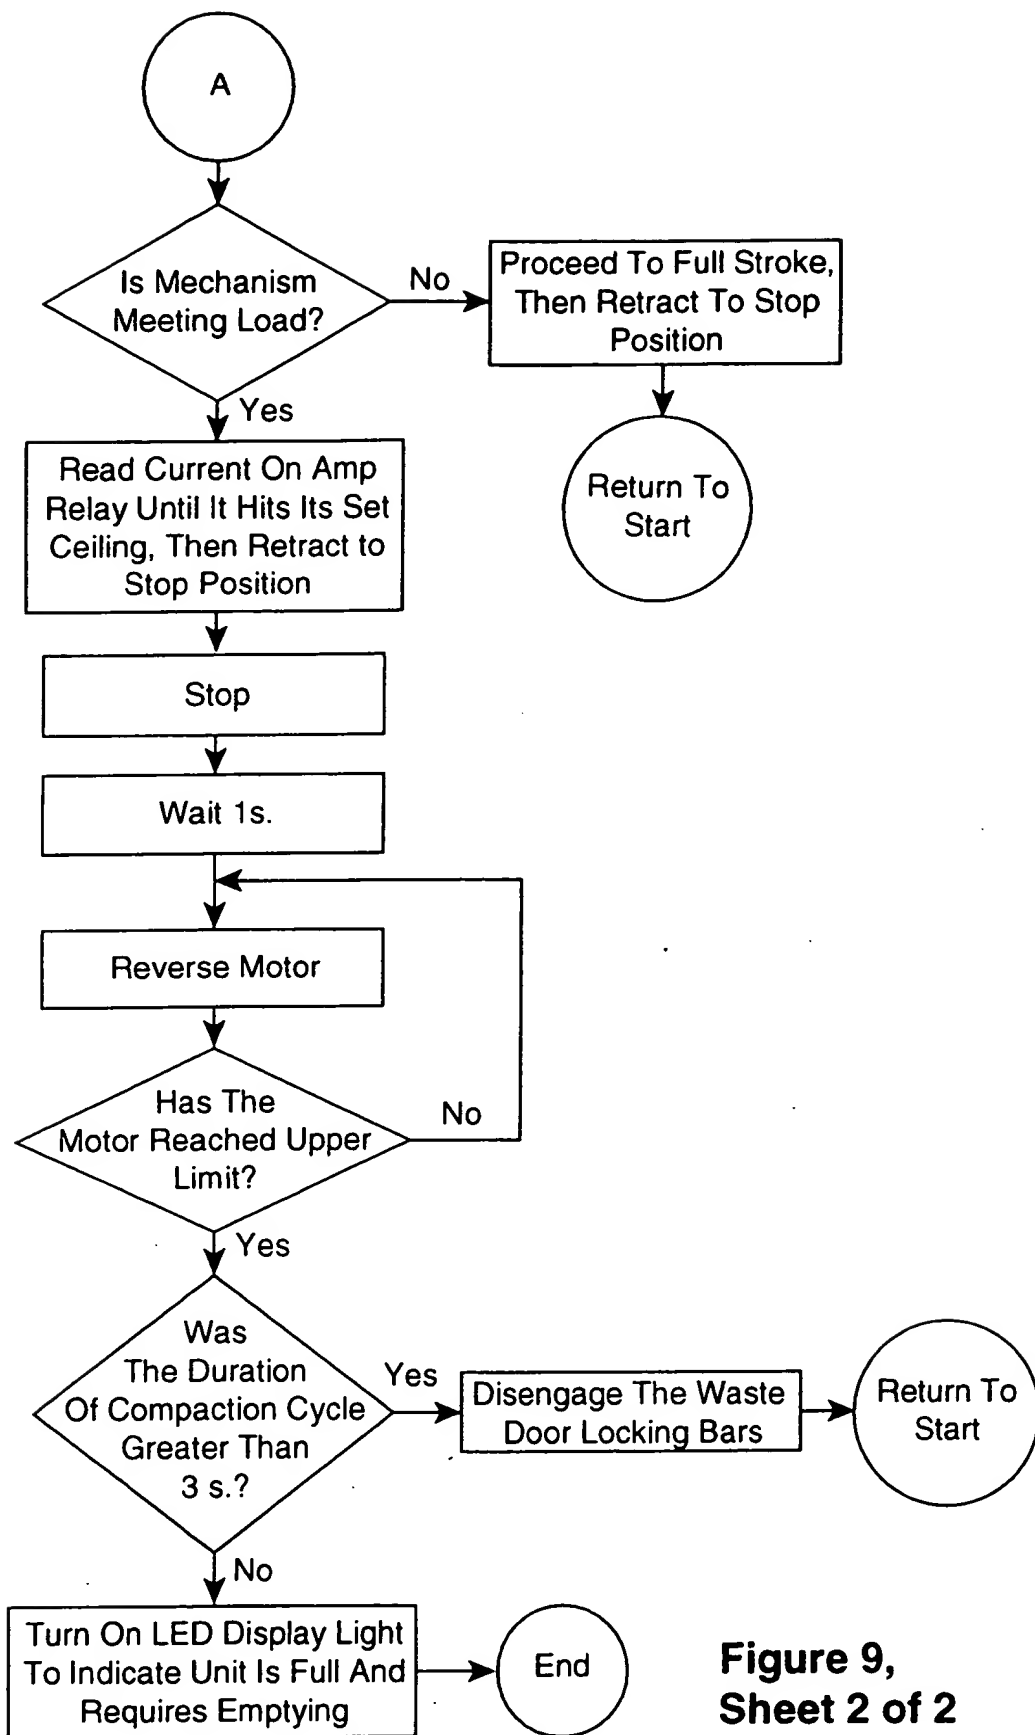 A
Is Mechanism
Meeting Load?
No
Proceed To Full Stroke,
Then Retract To Stop
Position
Yes
Return To
Start
Read Current On Amp
Relay Until It Hits Its Set
Ceiling, Then Retract to
Stop Position
Stop
Wait 1s.
Reverse Motor
Has The
Motor Reached Upper
Limit?
No
Yes
Was
The Duration
Of Compaction Cycle
Greater Than
3 s.?
Yes
Disengage The Waste
Door Locking Bars
Return To
Start
No
Turn On LED Display Light
To Indicate Unit Is Full And
Requires Emptying
End
Figure 9,
Sheet 2 of 2